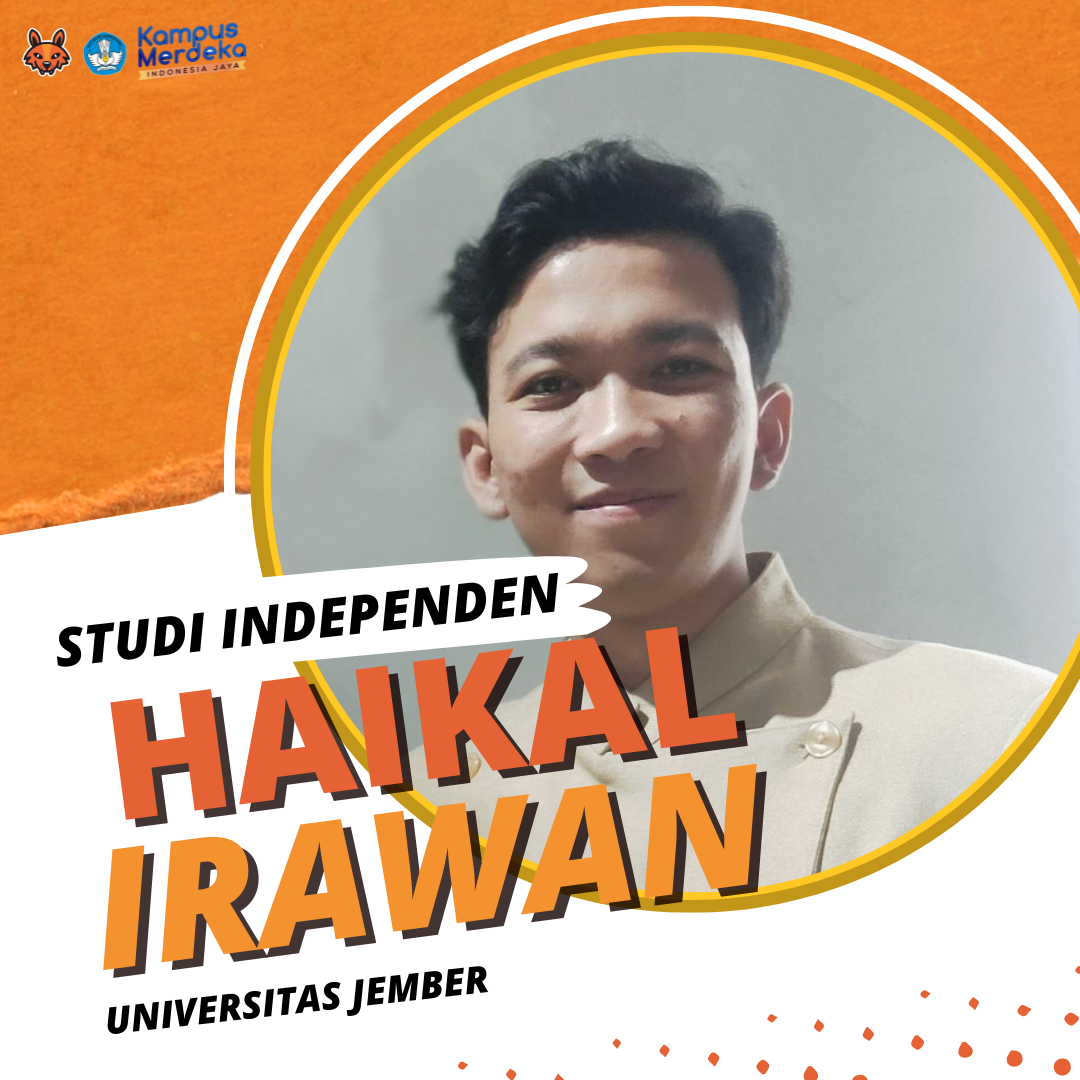 Kampus
Merdeka
INDONESIA JAYA
STUDI INDEPENDEN
HAIKAL
IRAWAN
UNIVERSITAS JEMBER